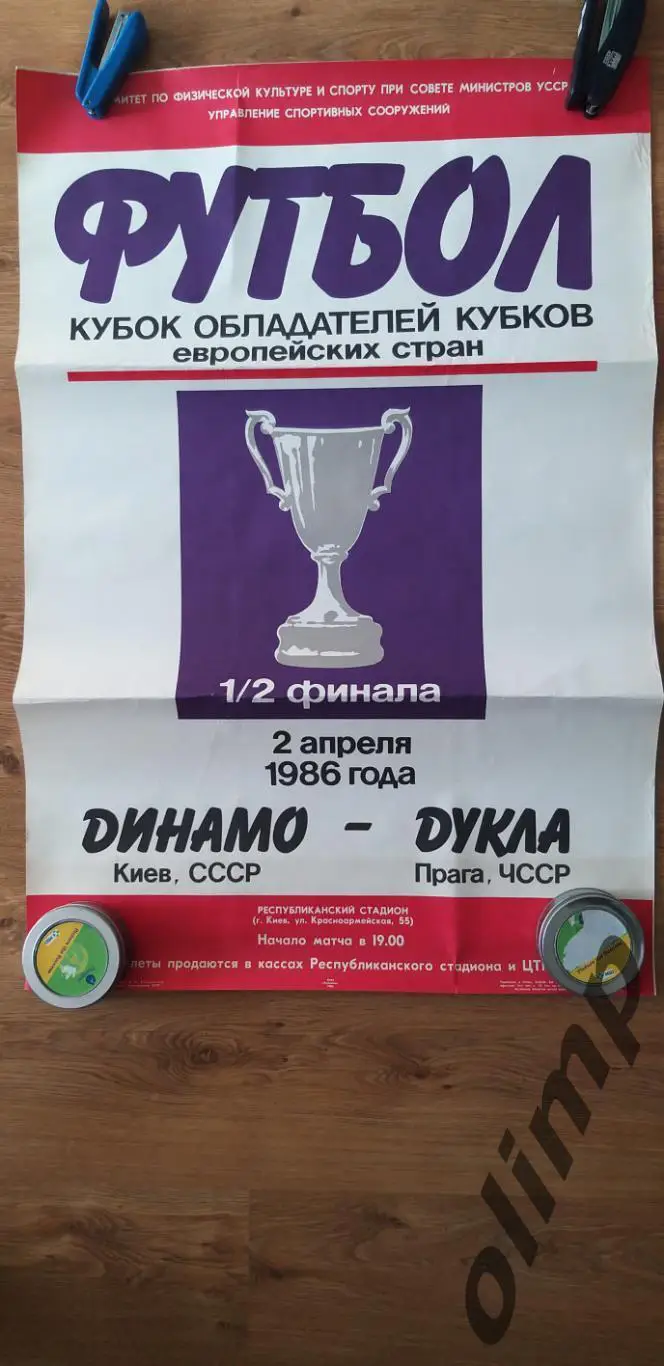 МИТЕТ ПО ФИЗИЧЕСКОЙ КУЛЬТУРЕ И СПОРТУ ПРИ СОВЕТЕ МИНИСТРОВ УССР
УПРАВЛЕНИЕ СПОРТИВНЫХ СООРУЖЕНИЙ
ФУТБОЛ
КУБОК ОБЛАДАТЕЛЕЙ КУБКОВ
европейских стран
1/2 финала
2 апреля
1986 года
ДИНАМО – ДУКЛА
Киев, СССР Прага, ЧССР
РЕСПУБЛИКАНСКИЙ СТАДИОН
(г. Киев, ул. Красноармейская, 55)
Начало матча в 19.00
леты продаются в кассах Республиканского стадиона и ЦТ
olimp